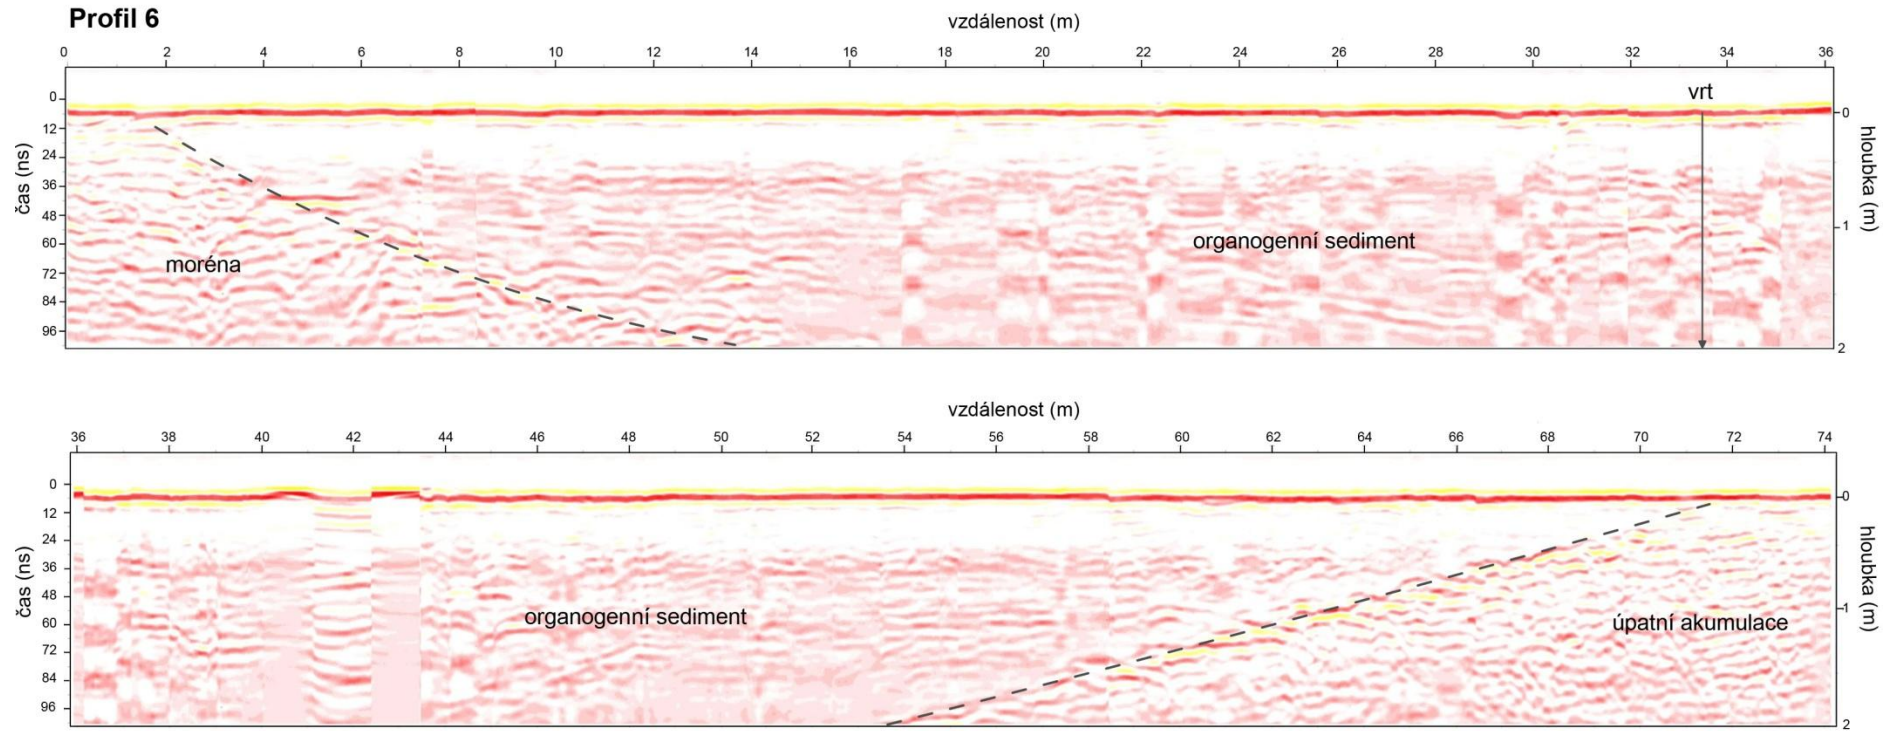 Profil 6
vzdálenost (m)
0 2 4 6 8 10 12 14 16 18 20 22 24 26 28 30 32 34 36
čas (ns)
0
12
24
36
48
60
72
84
96
vrt
moréna
organogenní sediment
0
1
2
hloubka (m)
vzdálenost (m)
36 38 40 42 44 46 48 50 52 54 56 58 60 62 64 66 68 70 72 74
čas (ns)
0
12
24
36
48
60
72
84
96
organogenní sediment
úpatní akumulace
0
1
2
hloubka (m)